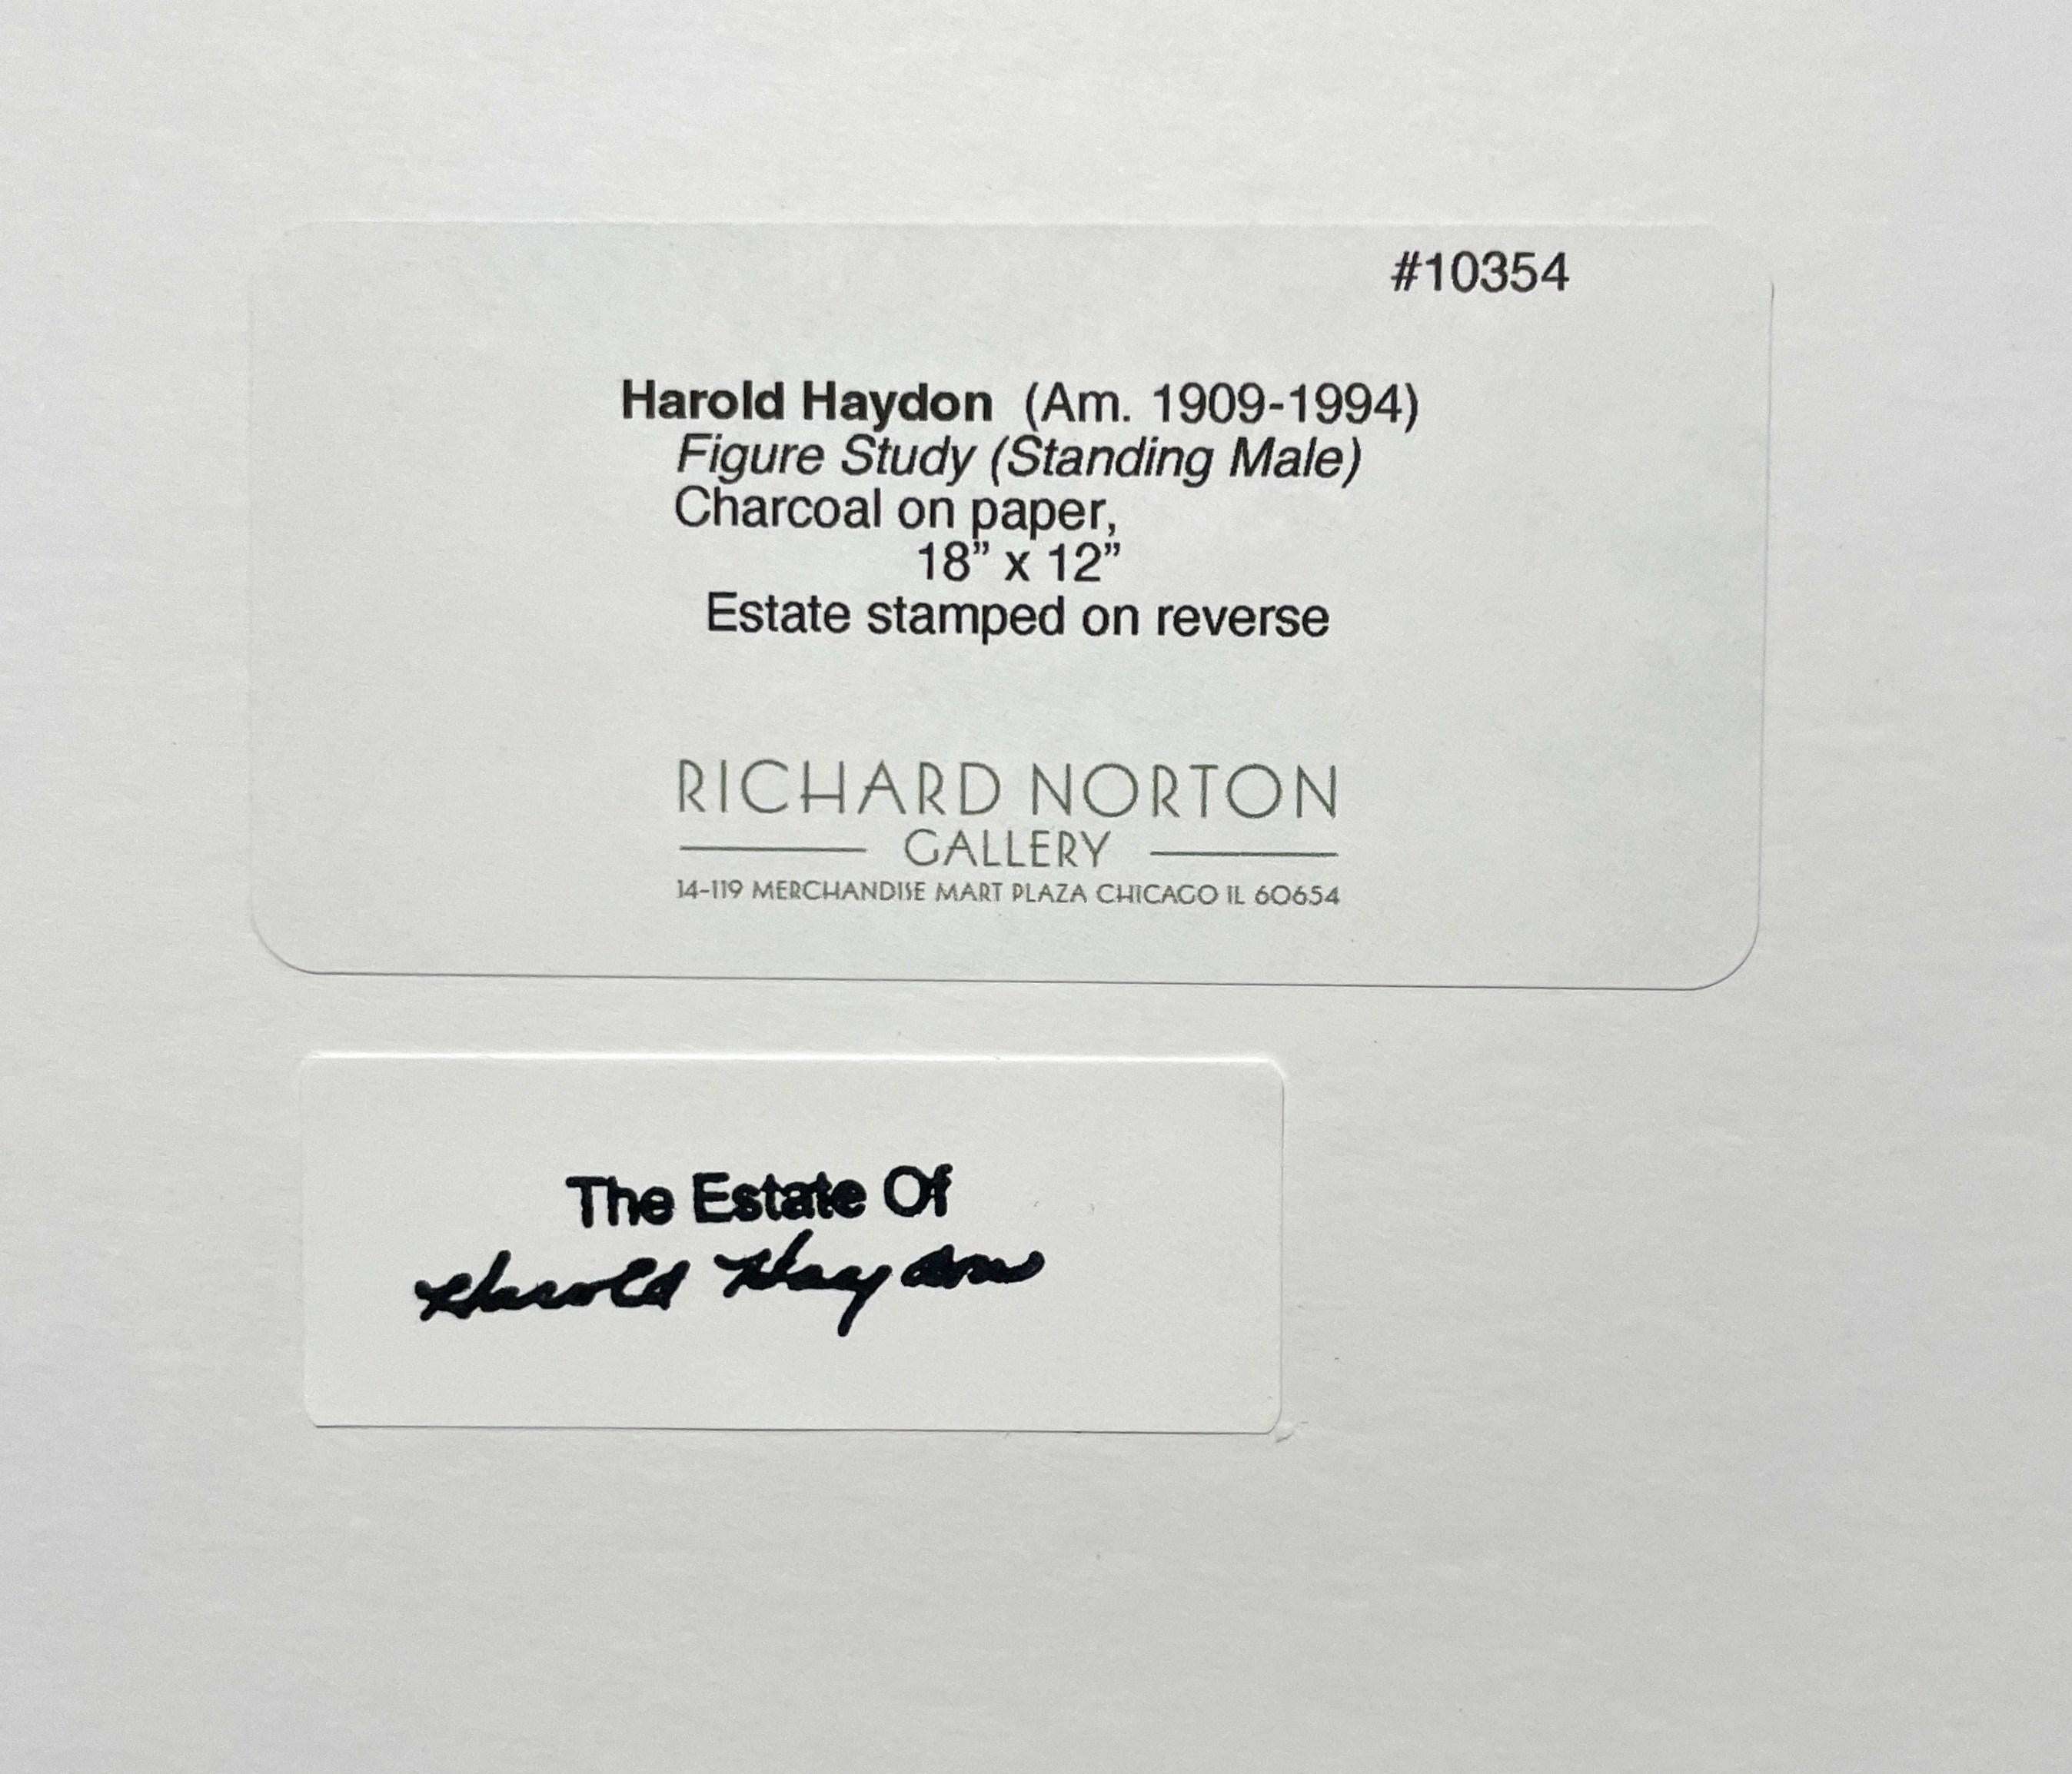 #10354
Harold Haydon (Am. 1909-1994)
Figure Study (Standing Male)
Charcoal on paper,
18” x 12”
Estate stamped on reverse
RICHARD NORTON
GALLERY
14-119 MERCHANDISE MART PLAZA CHICAGO IL 60654
The Estate Of
Harold Haydon